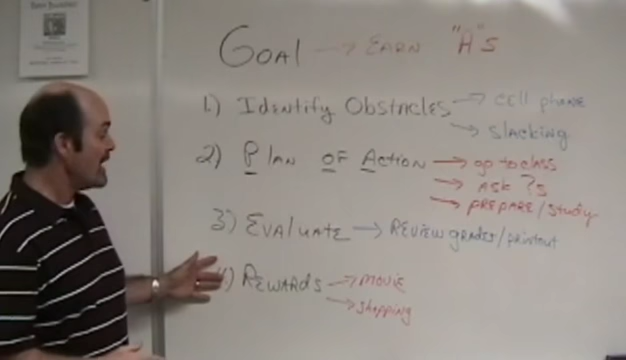 Goal → Earn "A"s
1.) Identify Obstacles → cell phone
→ slacking
2) Plan of Action → go to class
→ Ask ?s
→ PREPARE/study
3) Evaluate → Review grades/printout
4.) Rewards → movie
→ shopping